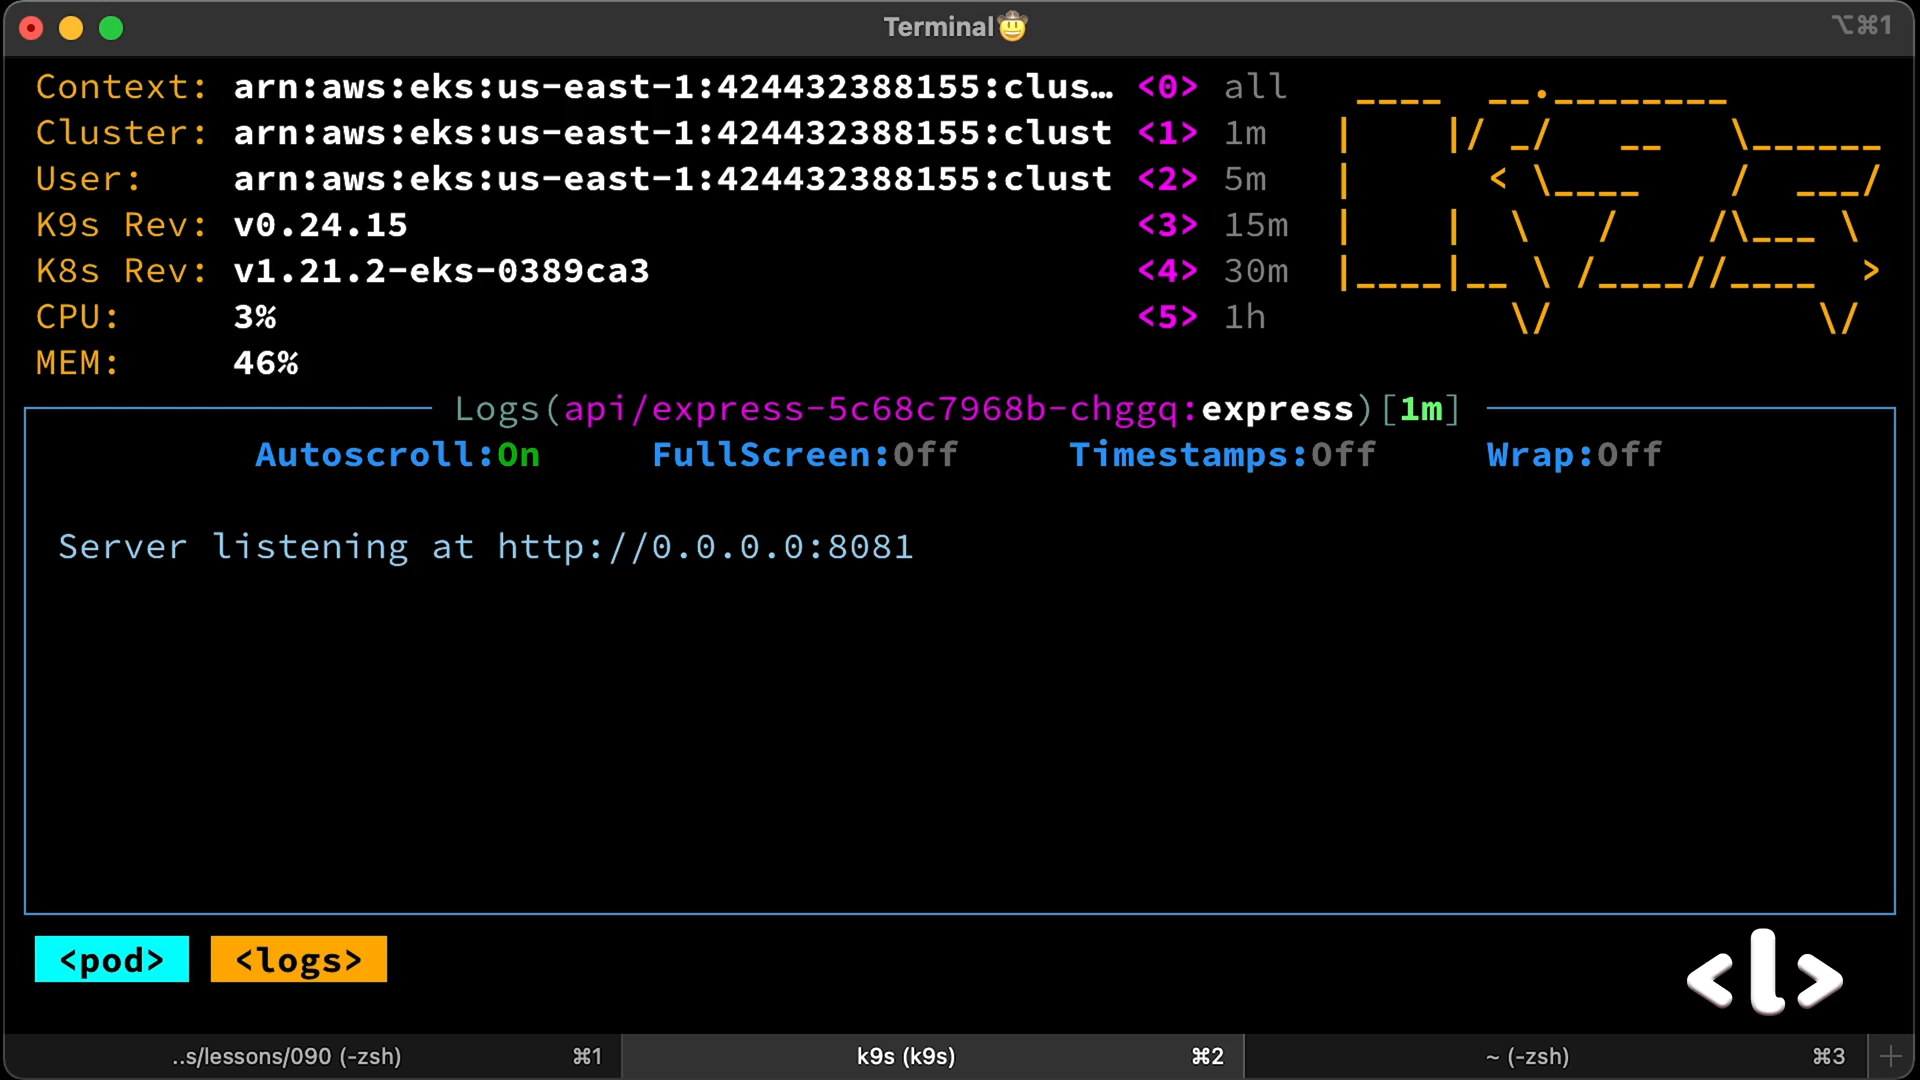 Terminal🤠 ⌥⌘1
Context: arn:aws:eks:us-east-1:424432388155:clus… <0> all
Cluster: arn:aws:eks:us-east-1:424432388155:clust <1> 1m
User: arn:aws:eks:us-east-1:424432388155:clust <2> 5m
K9s Rev: v0.24.15 <3> 15m
K8s Rev: v1.21.2-eks-0389ca3 <4> 30m
CPU: 3% <5> 1h
MEM: 46%
Logs(api/express-5c68c7968b-chggq:express)[1m]
Autoscroll:On FullScreen:Off Timestamps:Off Wrap:Off
Server listening at http://0.0.0.0:8081
<pod> <logs>
<l>
..s/lessons/090 (-zsh) ⌘1 k9s (k9s) ⌘2 ~ (-zsh) ⌘3 +